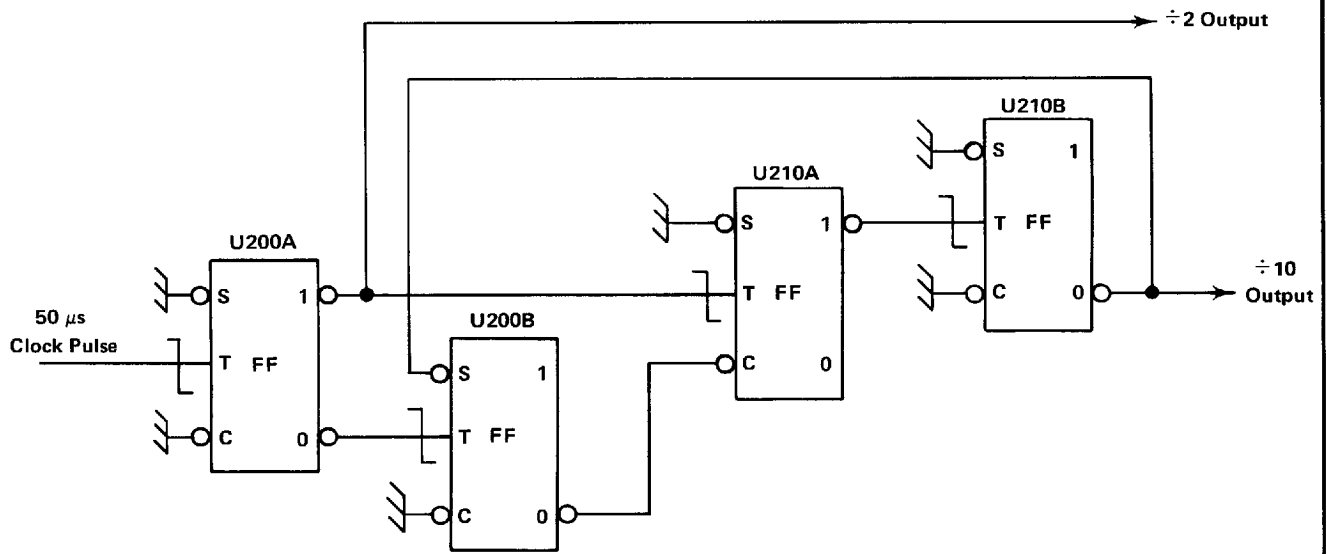 ÷2 Output
U210B
S 1
T FF
C 0
U210A
S 1
T FF
C 0
÷10
Output
U200A
S 1
T FF
C 0
50 μs
Clock Pulse
U200B
S 1
T FF
C 0